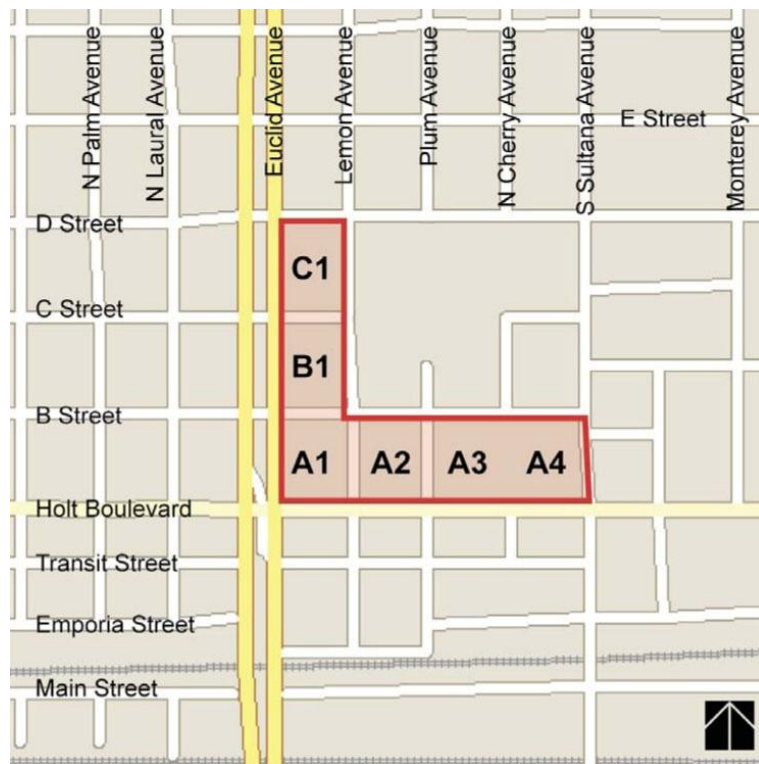 N Palm Avenue
N Laural Avenue
Euclid Avenue
Lemon Avenue
Plum Avenue
N Cherry Avenue
S Sultana Avenue
Monterey Avenue
E Street
D Street
C1
C Street
B1
B Street
A1 A2 A3 A4
Holt Boulevard
Transit Street
Emporia Street
Main Street